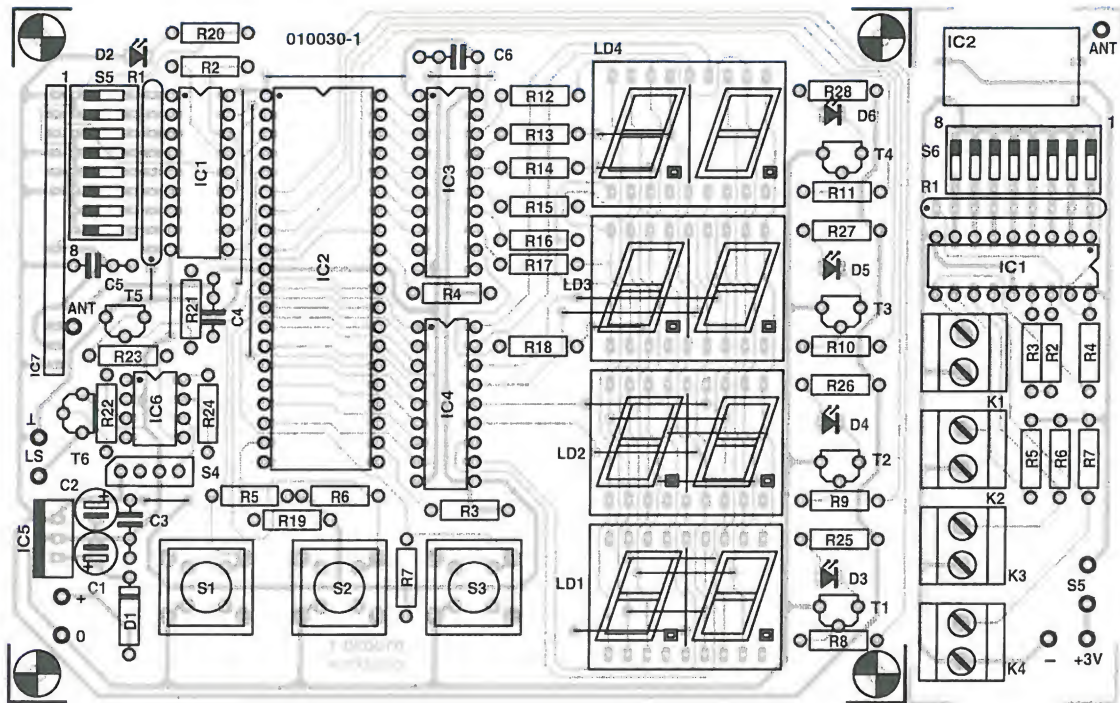 R20
010030-1
C6
LD4
IC2
ANT
D2
R2
1
S5
R1
R12
R28
D6
8
1
S6
R13
IC1
IC3
R14
T4
R11
R1
R15
R27
R16
R17
8
C5
IC2
LD3
D5
IC1
T5
R21
C4
R4
ANT
T3
R3
R2
R4
R23
IC7
R18
R10
R22
IC6
R24
IC4
R26
K1
LS
T6
S4
LD2
D4
T2
R5
R6
R7
C2
R5
R6
R9
K2
IC5
C3
R19
R3
R25
C1
R7
LD1
D3
K3
S1
S2
S3
T1
S5
+
D1
0
R8
-
+3V
K4